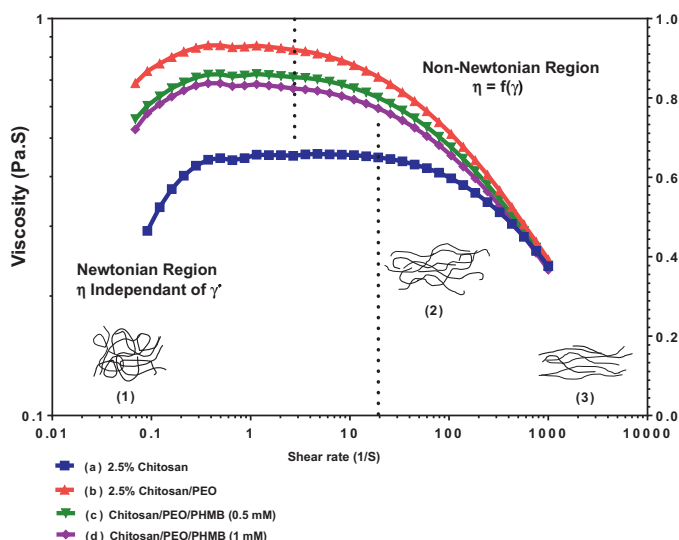 1
1.0
Non-Newtonian Region
η = f(γ)
0.8
Viscosity (Pa.S)
0.6
0.4
Newtonian Region
η Independant of γ˙
(2)
0.2
(1)
(3)
0.1
0.0
0.01 0.1 1 10 100 1000 10000
Shear rate (1/S)
(a) 2.5% Chitosan
(b) 2.5% Chitosan/PEO
(c) Chitosan/PEO/PHMB (0.5 mM)
(d) Chitosan/PEO/PHMB (1 mM)